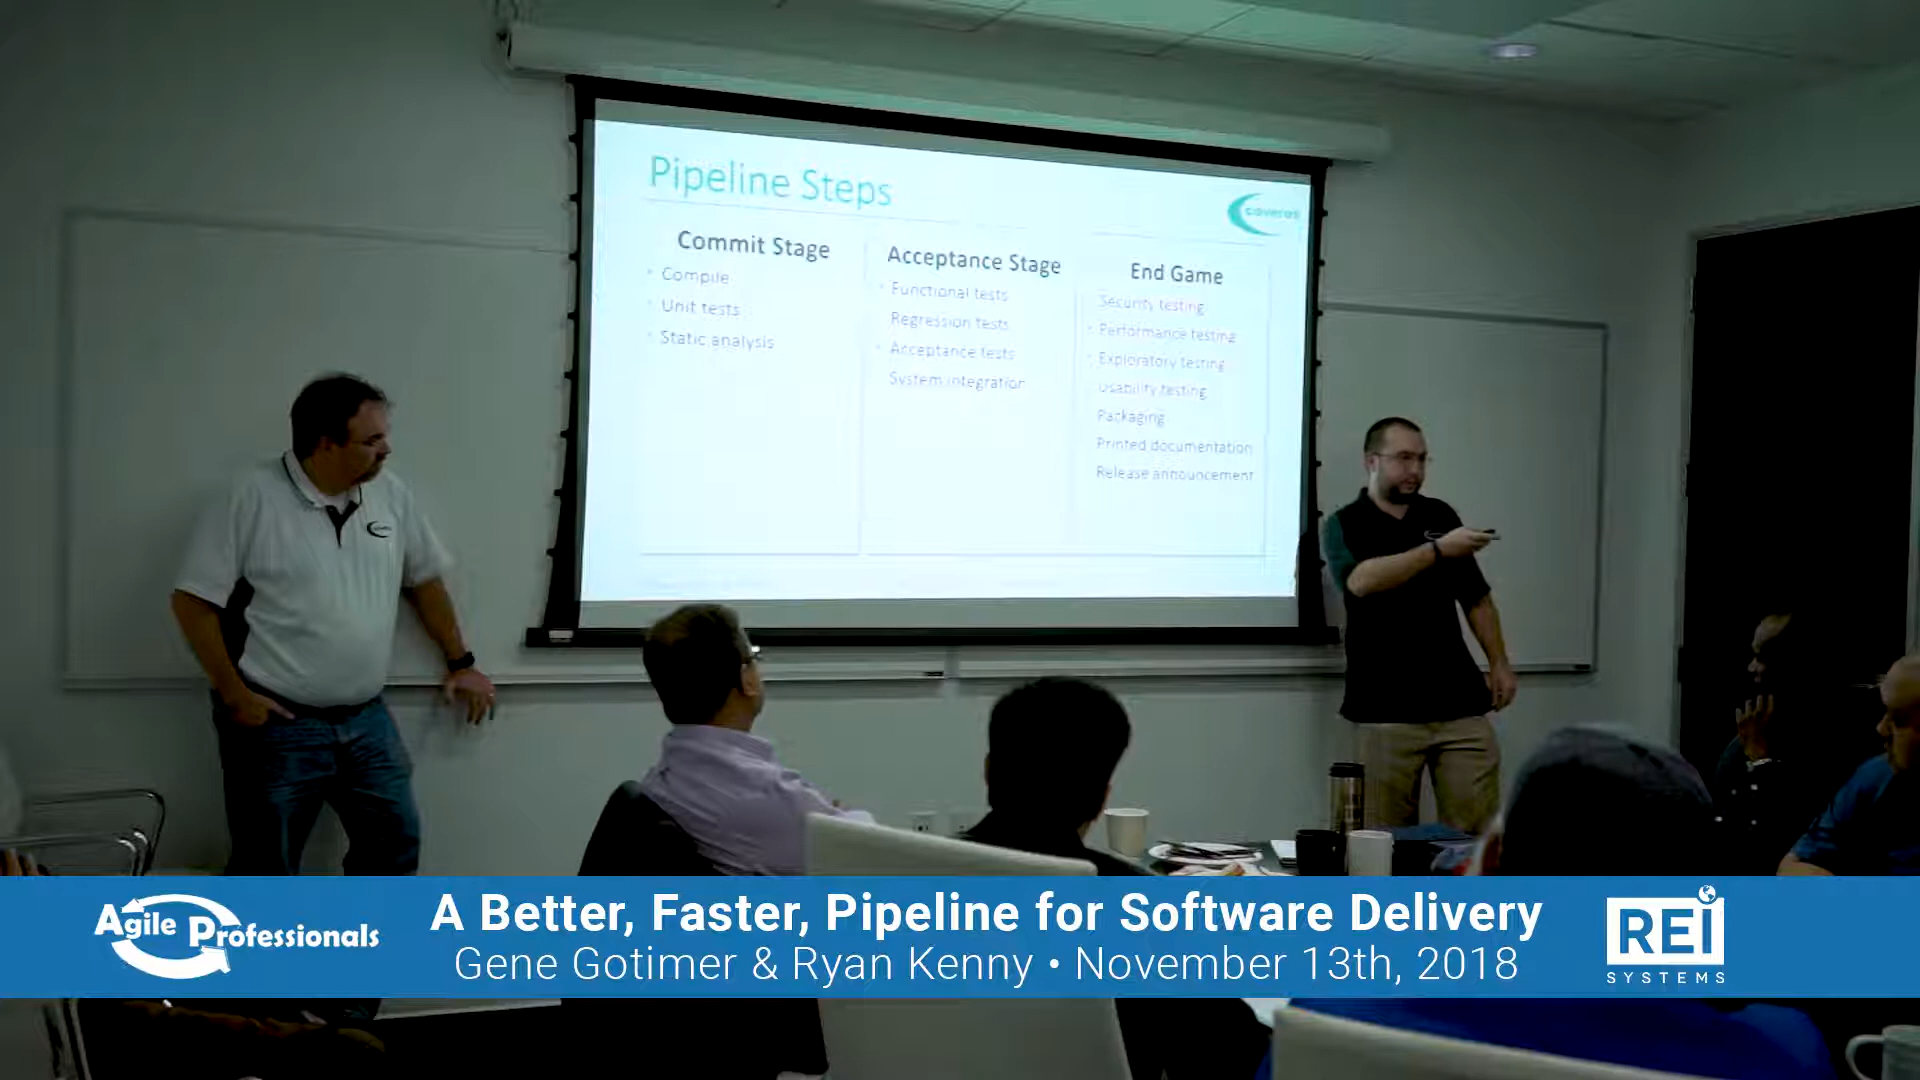 Pipeline Steps
coveros
Commit Stage
Compile
Unit tests
Static analysis
Acceptance Stage
Functional tests
Regression tests
Acceptance tests
System integration
End Game
Security testing
Performance testing
Exploratory testing
Usability testing
Packaging
Printed documentation
Release announcement
Agile Professionals
A Better, Faster, Pipeline for Software Delivery
Gene Gotimer & Ryan Kenny • November 13th, 2018
REI
SYSTEMS